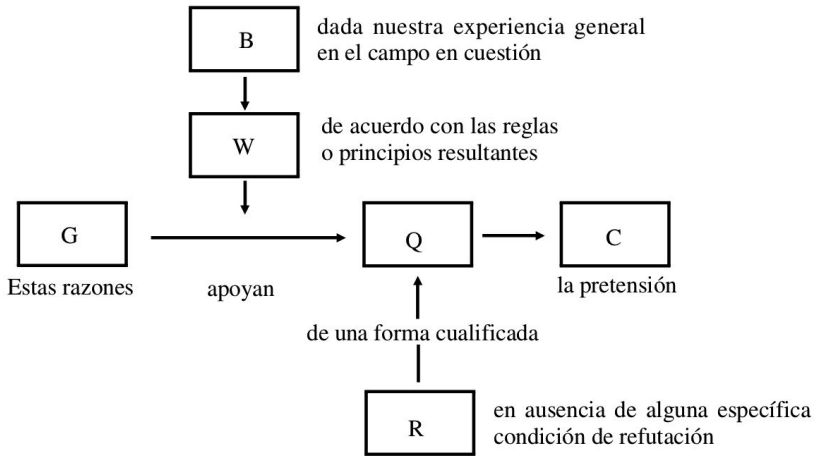 B
dada nuestra experiencia general
en el campo en cuestión
W
de acuerdo con las reglas
o principios resultantes
G
Q
C
Estas razones
apoyan
la pretensión
de una forma cualificada
R
en ausencia de alguna específica
condición de refutación